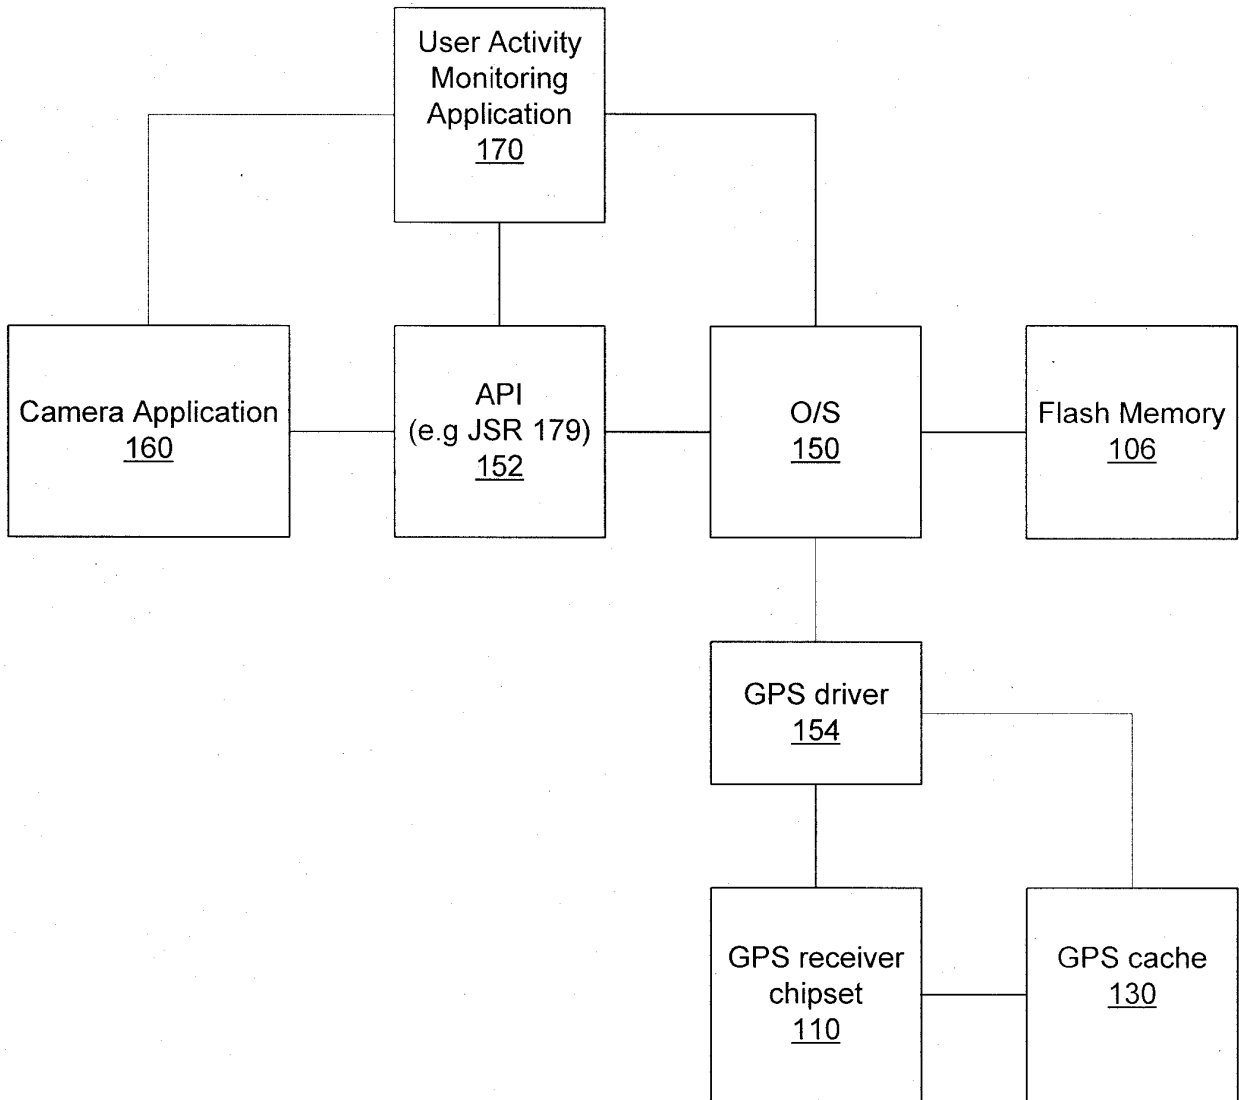 User Activity
Monitoring
Application
170
Camera Application
160
API
(e.g JSR 179)
152
O/S
150
Flash Memory
106
GPS driver
154
GPS receiver
chipset
110
GPS cache
130